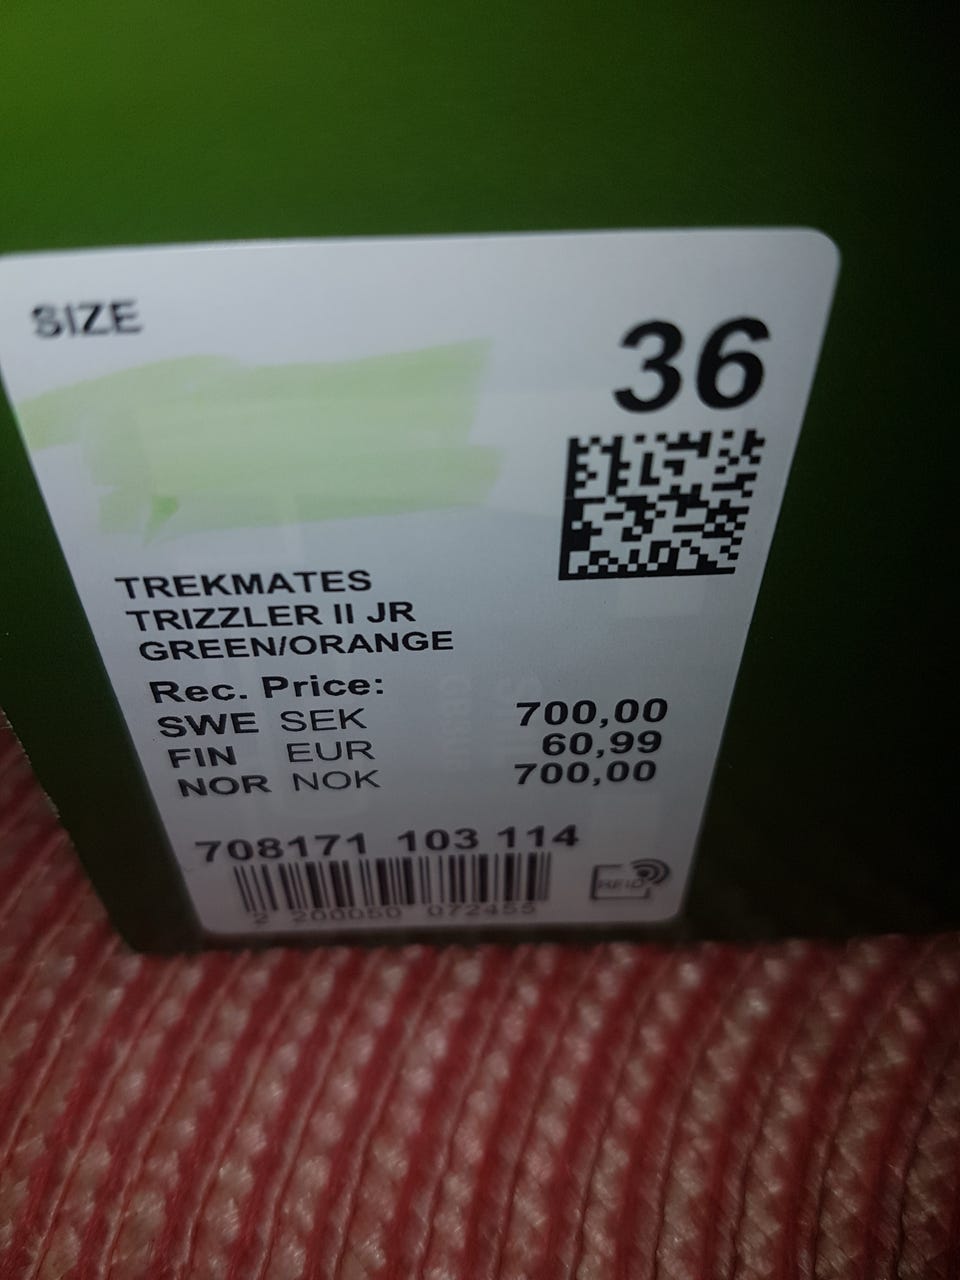 SIZE
36
TREKMATES
TRIZZLER II JR
GREEN/ORANGE
Rec. Price:
SWE SEK 700,00
FIN EUR 60,99
NOR NOK 700,00
708171 103 114
2 200050 072455
RFID